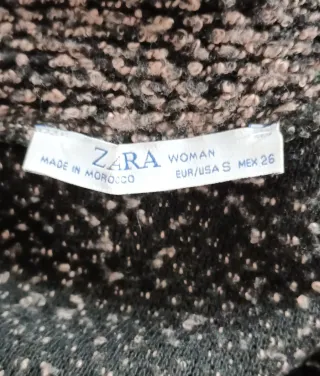 ZARA WOMAN
MADE IN MOROCCO EUR/USA S MEX 26